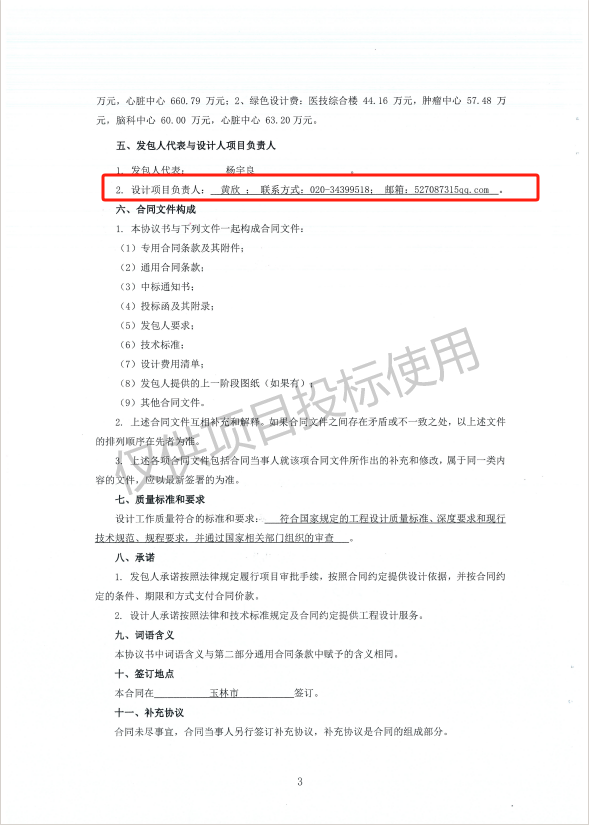 万元，心脏中心 660.79 万元；2、绿色设计费：医技综合楼 44.16 万元，肿瘤中心 57.48 万
元，脑科中心 60.00 万元，心脏中心 63.20 万元。
五、发包人代表与设计人项目负责人
1. 发包人代表： 杨宇良 。
2. 设计项目负责人： 黄欣 ； 联系方式：020-34399518； 邮箱：527087315qq.com 。
六、合同文件构成
1. 本协议书与下列文件一起构成合同文件：
（1）专用合同条款及其附件；
（2）通用合同条款；
（3）中标通知书；
（4）投标函及其附录；
（5）发包人要求；
（6）技术标准；
（7）设计费用清单；
（8）发包人提供的上一阶段图纸（如果有）；
（9）其他合同文件。
2. 上述合同文件互相补充和解释。如果合同文件之间存在矛盾或不一致之处，以上述文件
的排列顺序在先者为准。
3. 上述各项合同文件包括合同当事人就该项合同文件所作出的补充和修改，属于同一类内
容的文件，应以最新签署的为准。
七、质量标准和要求
设计工作质量符合的标准和要求： 符合国家规定的工程设计质量标准、深度要求和现行
技术规范、规程要求，并通过国家相关部门组织的审查 。
八、承诺
1. 发包人承诺按照法律规定履行项目审批手续，按照合同约定提供设计依据，并按合同约
定的条件、期限和方式支付合同价款。
2. 设计人承诺按照法律和技术标准规定及合同约定提供工程设计服务。
九、词语含义
本协议书中词语含义与第二部分通用合同条款中赋予的含义相同。
十、签订地点
本合同在 玉林市 签订。
十一、补充协议
合同未尽事宜，合同当事人另行签订补充协议，补充协议是合同的组成部分。
3
仅供项目投标使用